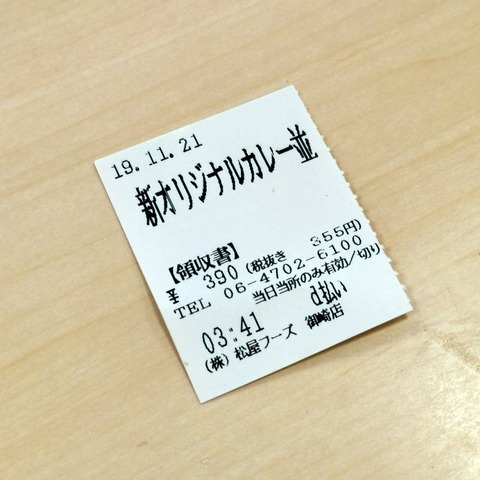 19.11.21
新オリジナルカレー並
【領収書】
¥ 390 (税抜き 355円)
TEL 06-4702-6100
当日当所のみ有効/切り
03:41 d払い
(株) 松屋フーズ 御崎店